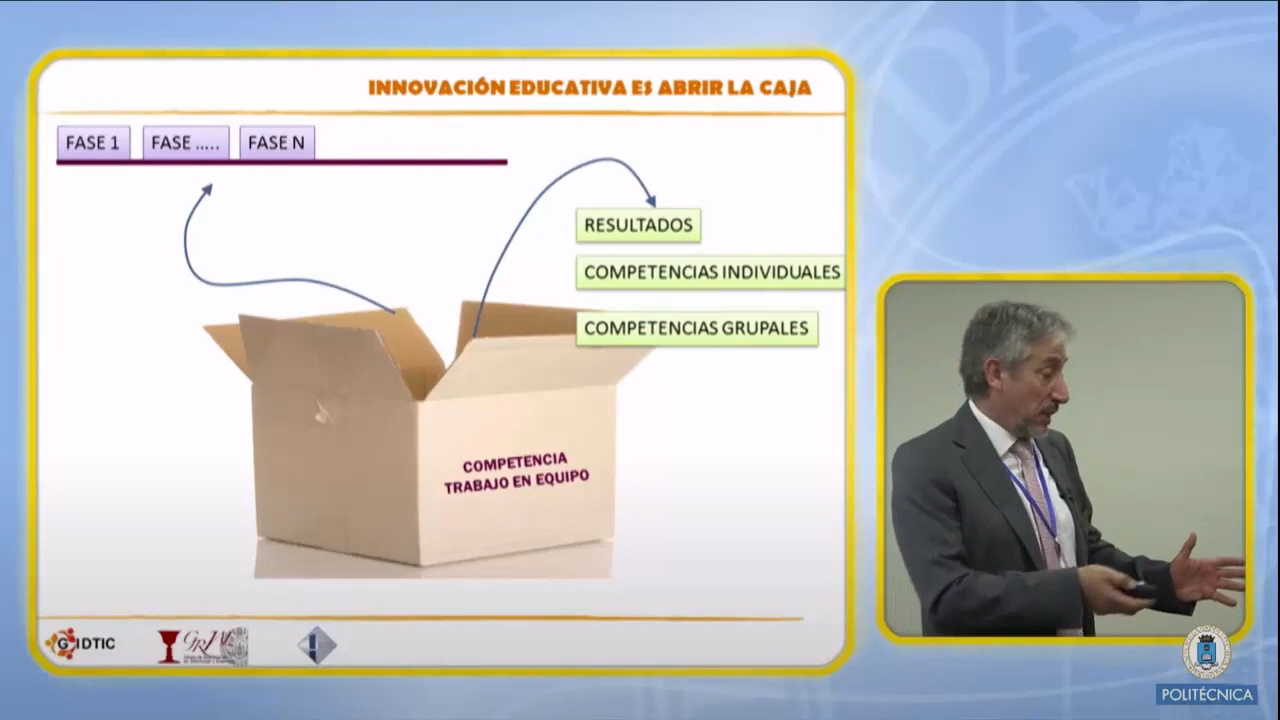 INNOVACIÓN EDUCATIVA ES ABRIR LA CAJA
FASE 1
FASE .....
FASE N
RESULTADOS
COMPETENCIAS INDIVIDUALES
COMPETENCIAS GRUPALES
COMPETENCIA
TRABAJO EN EQUIPO
GIDTIC
GRIAL
POLITÉCNICA